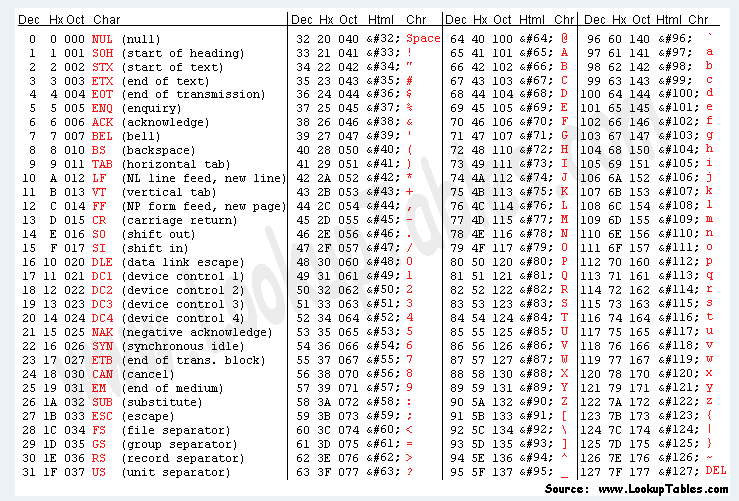 Dec Hx Oct Char Dec Hx Oct Html Chr Dec Hx Oct Html Chr Dec Hx Oct Html Chr
0 0 000 NUL (null) 32 20 040 &#32; Space 64 40 100 &#64; @ 96 60 140 &#96; `
1 1 001 SOH (start of heading) 33 21 041 &#33; ! 65 41 101 &#65; A 97 61 141 &#97; a
2 2 002 STX (start of text) 34 22 042 &#34; " 66 42 102 &#66; B 98 62 142 &#98; b
3 3 003 ETX (end of text) 35 23 043 &#35; # 67 43 103 &#67; C 99 63 143 &#99; c
4 4 004 EOT (end of transmission) 36 24 044 &#36; $ 68 44 104 &#68; D 100 64 144 &#100; d
5 5 005 ENQ (enquiry) 37 25 045 &#37; % 69 45 105 &#69; E 101 65 145 &#101; e
6 6 006 ACK (acknowledge) 38 26 046 &#38; & 70 46 106 &#70; F 102 66 146 &#102; f
7 7 007 BEL (bell) 39 27 047 &#39; ' 71 47 107 &#71; G 103 67 147 &#103; g
8 8 010 BS (backspace) 40 28 050 &#40; ( 72 48 110 &#72; H 104 68 150 &#104; h
9 9 011 TAB (horizontal tab) 41 29 051 &#41; ) 73 49 111 &#73; I 105 69 151 &#105; i
10 A 012 LF (NL line feed, new line) 42 2A 052 &#42; * 74 4A 112 &#74; J 106 6A 152 &#106; j
11 B 013 VT (vertical tab) 43 2B 053 &#43; + 75 4B 113 &#75; K 107 6B 153 &#107; k
12 C 014 FF (NP form feed, new page) 44 2C 054 &#44; , 76 4C 114 &#76; L 108 6C 154 &#108; l
13 D 015 CR (carriage return) 45 2D 055 &#45; - 77 4D 115 &#77; M 109 6D 155 &#109; m
14 E 016 SO (shift out) 46 2E 056 &#46; . 78 4E 116 &#78; N 110 6E 156 &#110; n
15 F 017 SI (shift in) 47 2F 057 &#47; / 79 4F 117 &#79; O 111 6F 157 &#111; o
16 10 020 DLE (data link escape) 48 30 060 &#48; 0 80 50 120 &#80; P 112 70 160 &#112; p
17 11 021 DC1 (device control 1) 49 31 061 &#49; 1 81 51 121 &#81; Q 113 71 161 &#113; q
18 12 022 DC2 (device control 2) 50 32 062 &#50; 2 82 52 122 &#82; R 114 72 162 &#114; r
19 13 023 DC3 (device control 3) 51 33 063 &#51; 3 83 53 123 &#83; S 115 73 163 &#115; s
20 14 024 DC4 (device control 4) 52 34 064 &#52; 4 84 54 124 &#84; T 116 74 164 &#116; t
21 15 025 NAK (negative acknowledge) 53 35 065 &#53; 5 85 55 125 &#85; U 117 75 165 &#117; u
22 16 026 SYN (synchronous idle) 54 36 066 &#54; 6 86 56 126 &#86; V 118 76 166 &#118; v
23 17 027 ETB (end of trans. block) 55 37 067 &#55; 7 87 57 127 &#87; W 119 77 167 &#119; w
24 18 030 CAN (cancel) 56 38 070 &#56; 8 88 58 130 &#88; X 120 78 170 &#120; x
25 19 031 EM (end of medium) 57 39 071 &#57; 9 89 59 131 &#89; Y 121 79 171 &#121; y
26 1A 032 SUB (substitute) 58 3A 072 &#58; : 90 5A 132 &#90; Z 122 7A 172 &#122; z
27 1B 033 ESC (escape) 59 3B 073 &#59; ; 91 5B 133 &#91; [ 123 7B 173 &#123; {
28 1C 034 FS (file separator) 60 3C 074 &#60; < 92 5C 134 &#92; \ 124 7C 174 &#124; |
29 1D 035 GS (group separator) 61 3D 075 &#61; = 93 5D 135 &#93; ] 125 7D 175 &#125; }
30 1E 036 RS (record separator) 62 3E 076 &#62; > 94 5E 136 &#94; ^ 126 7E 176 &#126; ~
31 1F 037 US (unit separator) 63 3F 077 &#63; ? 95 5F 137 &#95; _ 127 7F 177 &#127; DEL
Source: www.LookupTables.com
www.LookupTables.com